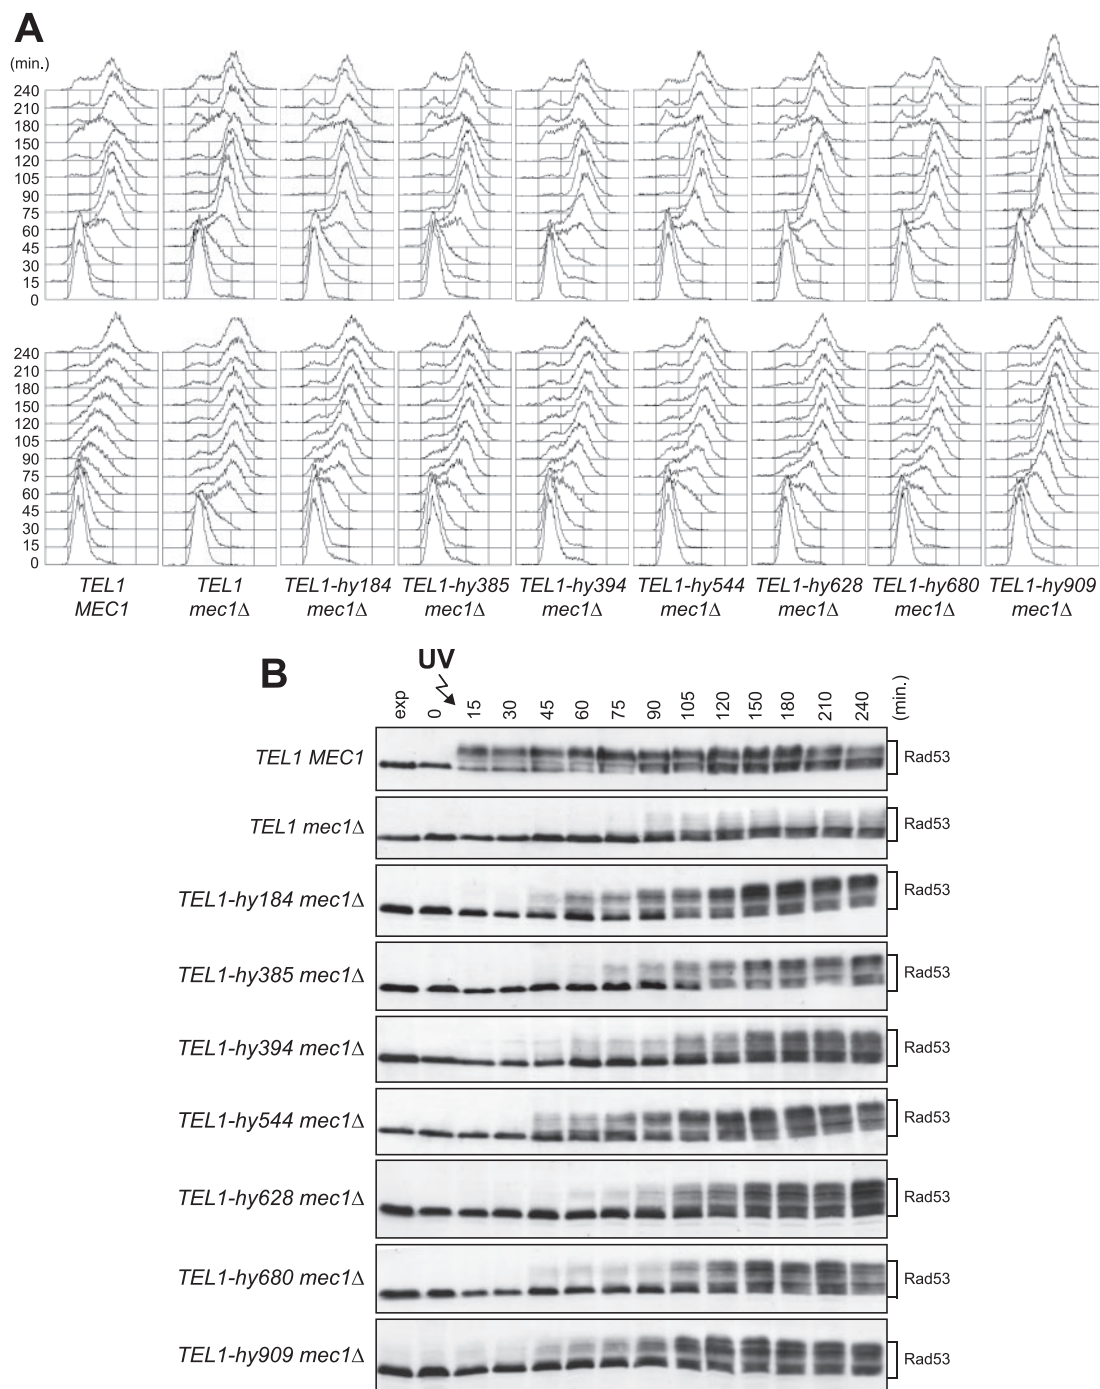 A
(min.)
240
210
180
150
120
105
90
75
60
45
30
15
0
240
210
180
150
120
105
90
75
60
45
30
15
0
TEL1 TEL1 TEL1-hy184 TEL1-hy385 TEL1-hy394 TEL1-hy544 TEL1-hy628 TEL1-hy680 TEL1-hy909
MEC1 mec1Δ mec1Δ mec1Δ mec1Δ mec1Δ mec1Δ mec1Δ mec1Δ
B
UV
exp 0 15 30 45 60 75 90 105 120 150 180 210 240 (min.)
TEL1 MEC1 Rad53
TEL1 mec1Δ Rad53
TEL1-hy184 mec1Δ Rad53
TEL1-hy385 mec1Δ Rad53
TEL1-hy394 mec1Δ Rad53
TEL1-hy544 mec1Δ Rad53
TEL1-hy628 mec1Δ Rad53
TEL1-hy680 mec1Δ Rad53
TEL1-hy909 mec1Δ Rad53